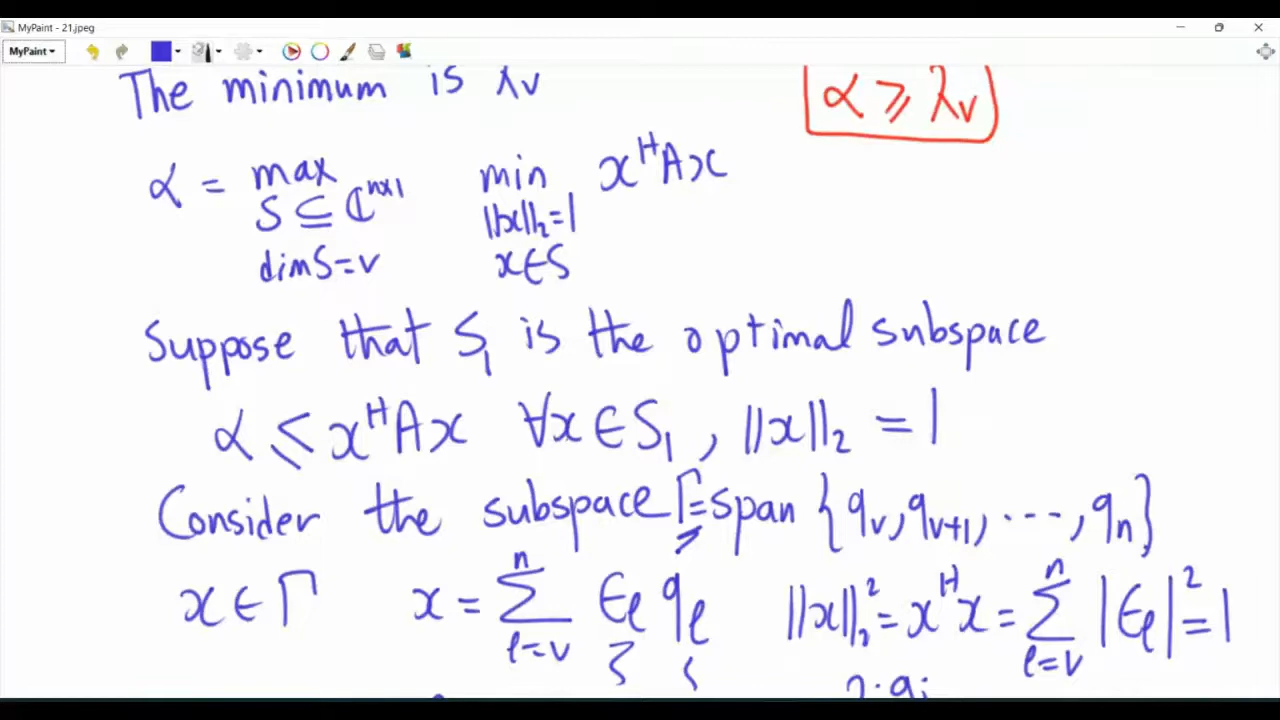 MyPaint - 21.jpeg
MyPaint
The minimum is λv
α ⩾ λv
α = max min x^H A x
S ⊆ ℂ^{n×1} ||x||₂=1
dim S=v x∈S
Suppose that S₁ is the optimal subspace
α ⩽ x^H A x ∀x ∈ S₁, ||x||₂ = 1
Consider the subspace Γ=span {q_v, q_{v+1}, ..., q_n}
x ∈ Γ x = Σ_{ℓ=v}^{n} ϵ_ℓ q_ℓ ||x||₂² = x^H x = Σ_{ℓ=v}^{n} |ϵ_ℓ|² = 1